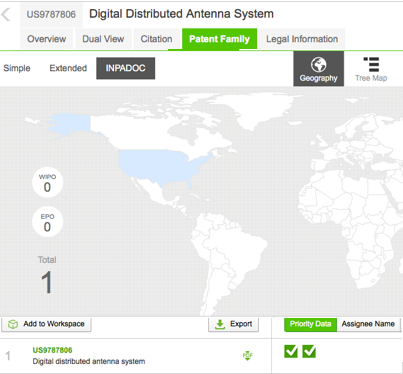 US9787806 Digital Distributed Antenna System
Overview Dual View Citation Patent Family Legal Information
Simple Extended INPADOC Geography Tree Map
WIPO
0
EPO
0
Total
1
Add to Workspace Export Priority Data Assignee Name
1 US9787806 PDF
Digital distributed antenna system